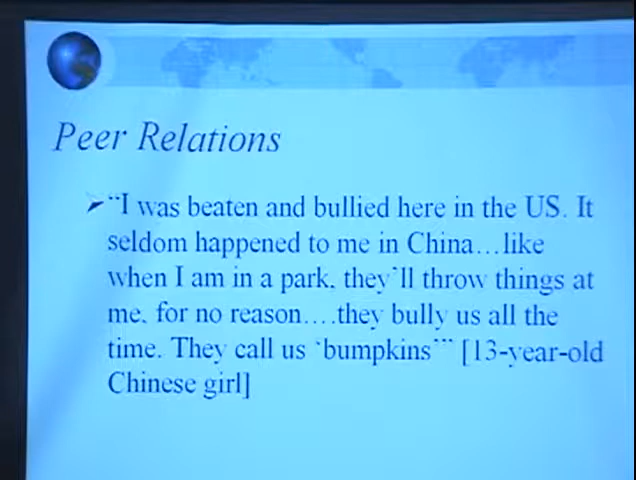 Peer Relations
"I was beaten and bullied here in the US. It
seldom happened to me in China…like
when I am in a park, they'll throw things at
me, for no reason….they bully us all the
time. They call us 'bumpkins'" [13-year-old
Chinese girl]